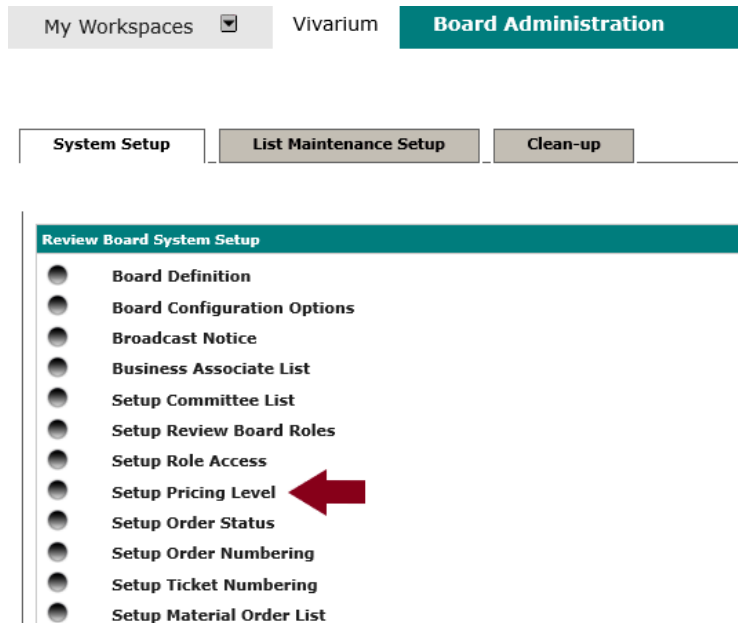 My Workspaces Vivarium Board Administration
System Setup List Maintenance Setup Clean-up
Review Board System Setup
Board Definition
Board Configuration Options
Broadcast Notice
Business Associate List
Setup Committee List
Setup Review Board Roles
Setup Role Access
Setup Pricing Level
Setup Order Status
Setup Order Numbering
Setup Ticket Numbering
Setup Material Order List